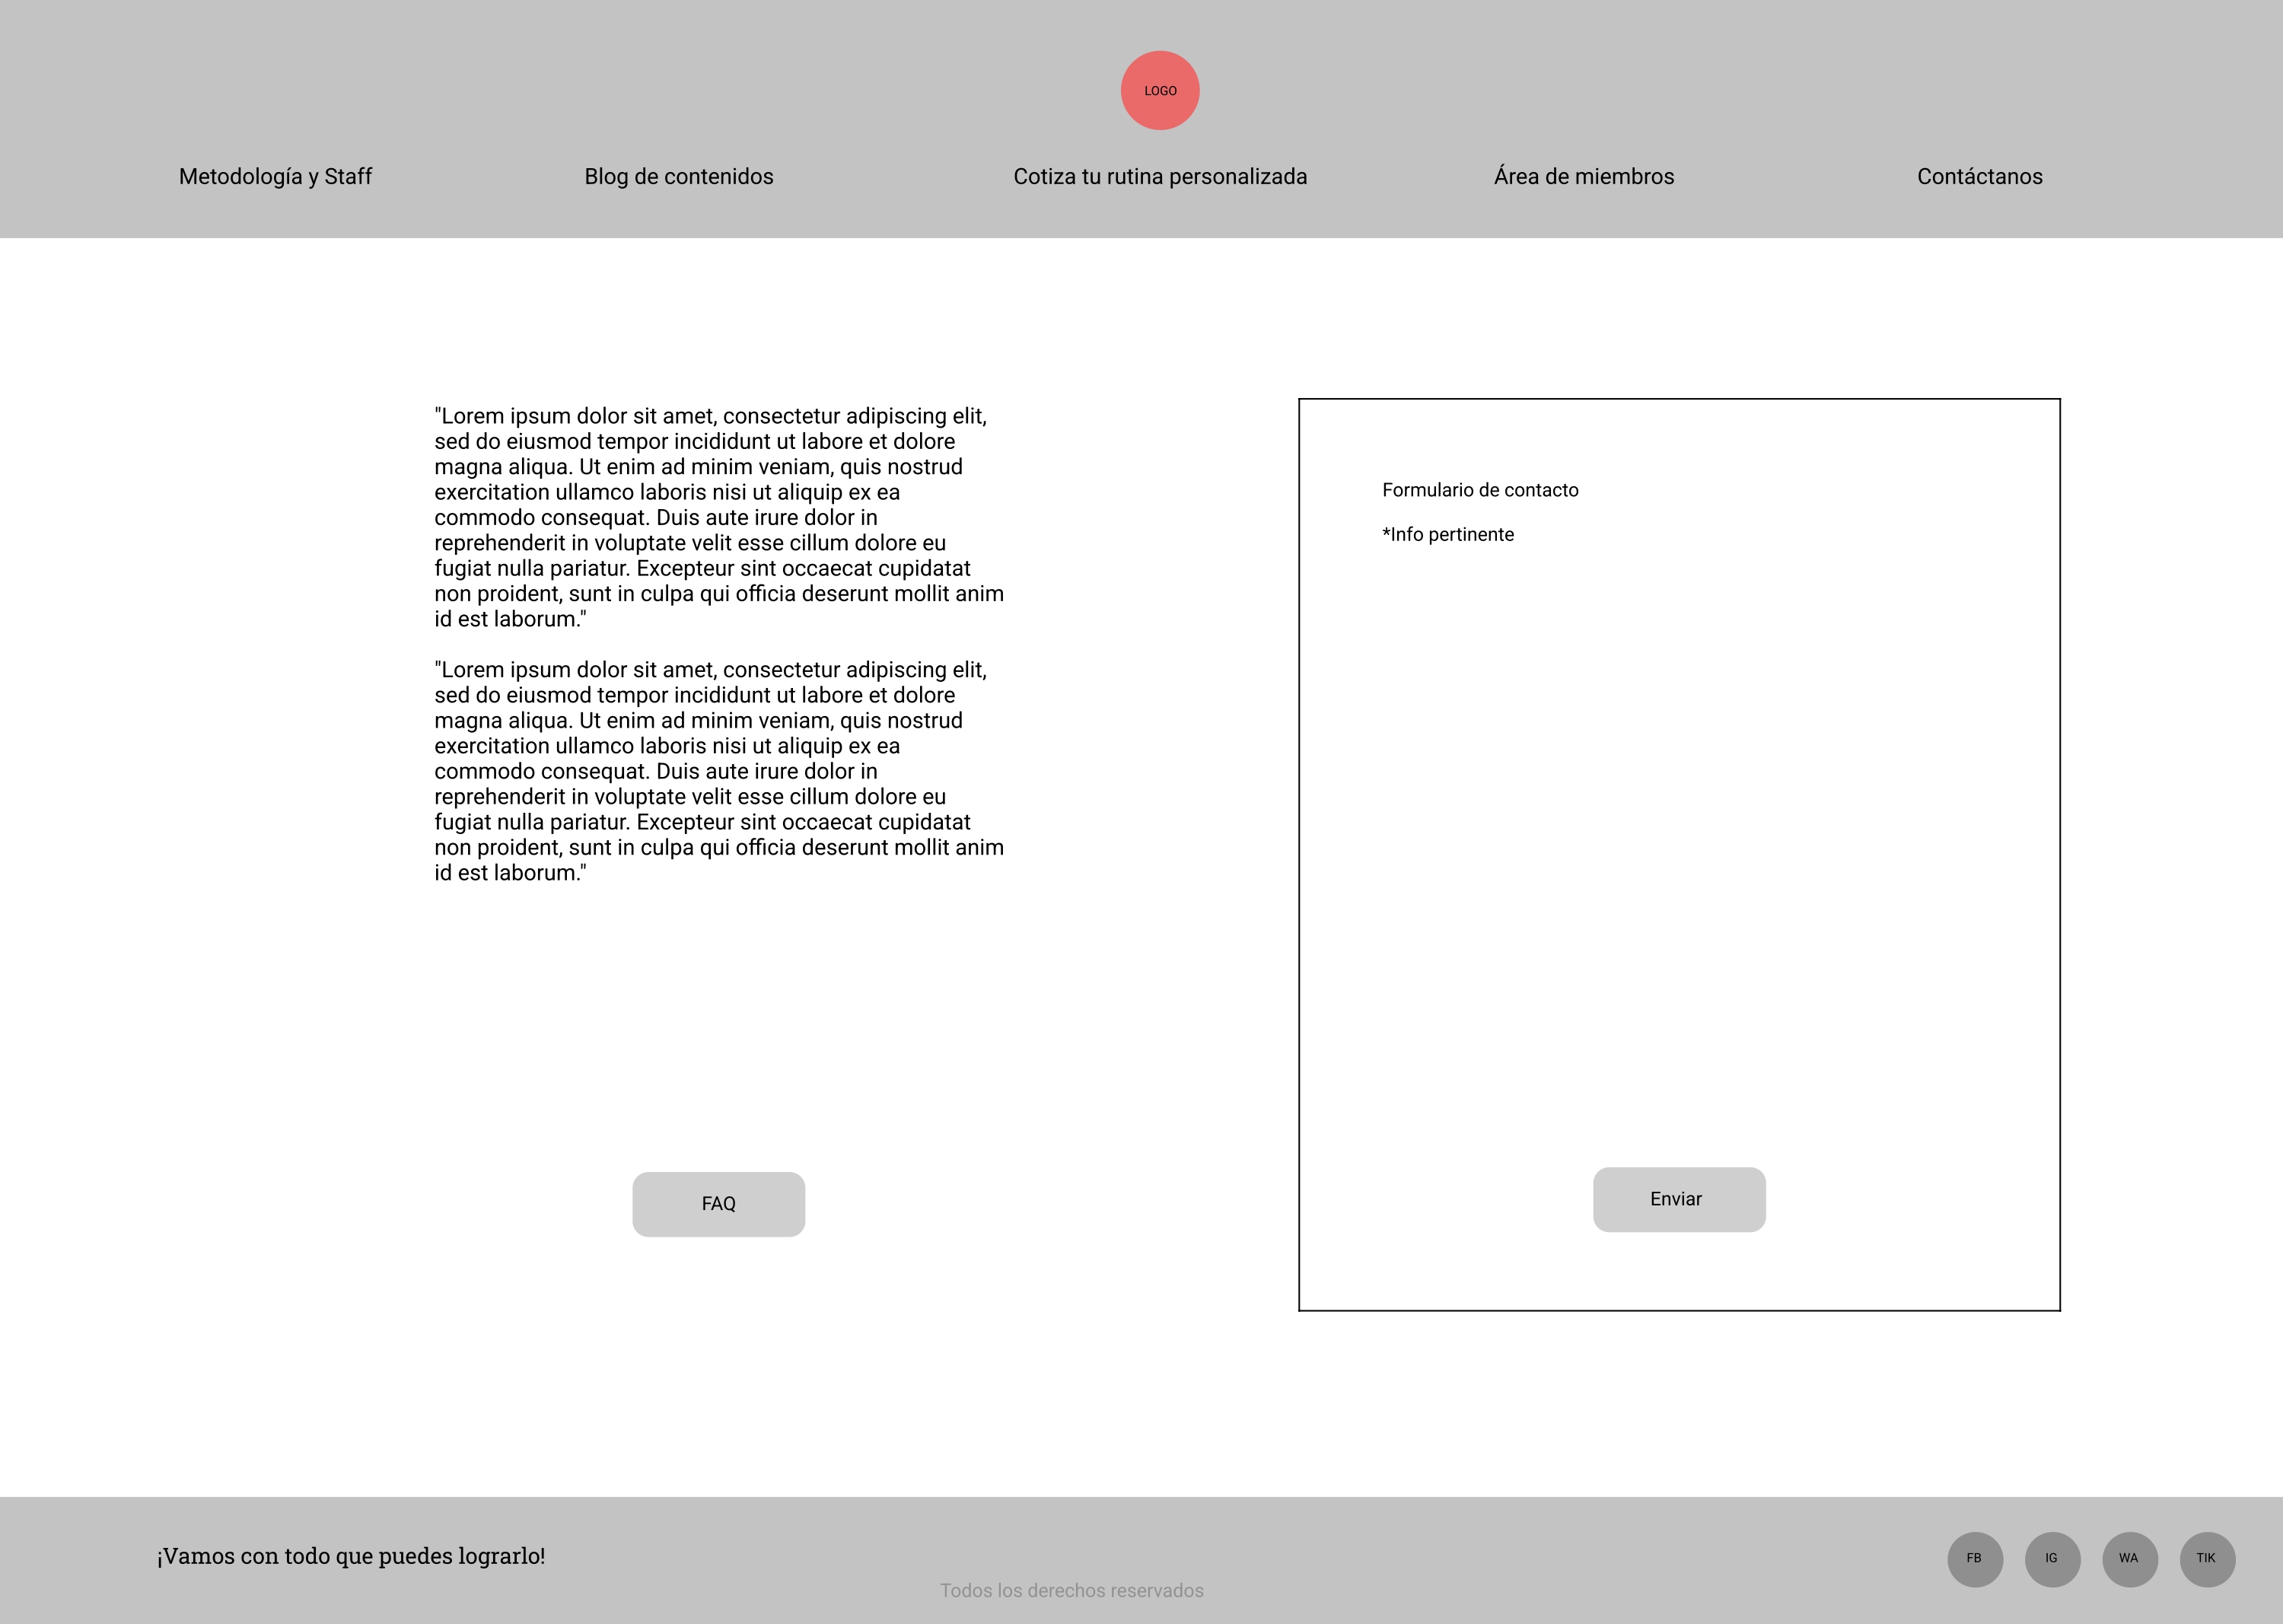 LOGO
Metodología y Staff
Blog de contenidos
Cotiza tu rutina personalizada
Área de miembros
Contáctanos
"Lorem ipsum dolor sit amet, consectetur adipiscing elit,
sed do eiusmod tempor incididunt ut labore et dolore
magna aliqua. Ut enim ad minim veniam, quis nostrud
exercitation ullamco laboris nisi ut aliquip ex ea
commodo consequat. Duis aute irure dolor in
reprehenderit in voluptate velit esse cillum dolore eu
fugiat nulla pariatur. Excepteur sint occaecat cupidatat
non proident, sunt in culpa qui officia deserunt mollit anim
id est laborum."
"Lorem ipsum dolor sit amet, consectetur adipiscing elit,
sed do eiusmod tempor incididunt ut labore et dolore
magna aliqua. Ut enim ad minim veniam, quis nostrud
exercitation ullamco laboris nisi ut aliquip ex ea
commodo consequat. Duis aute irure dolor in
reprehenderit in voluptate velit esse cillum dolore eu
fugiat nulla pariatur. Excepteur sint occaecat cupidatat
non proident, sunt in culpa qui officia deserunt mollit anim
id est laborum."
FAQ
Formulario de contacto
*Info pertinente
Enviar
¡Vamos con todo que puedes lograrlo!
Todos los derechos reservados
FB
IG
WA
TIK